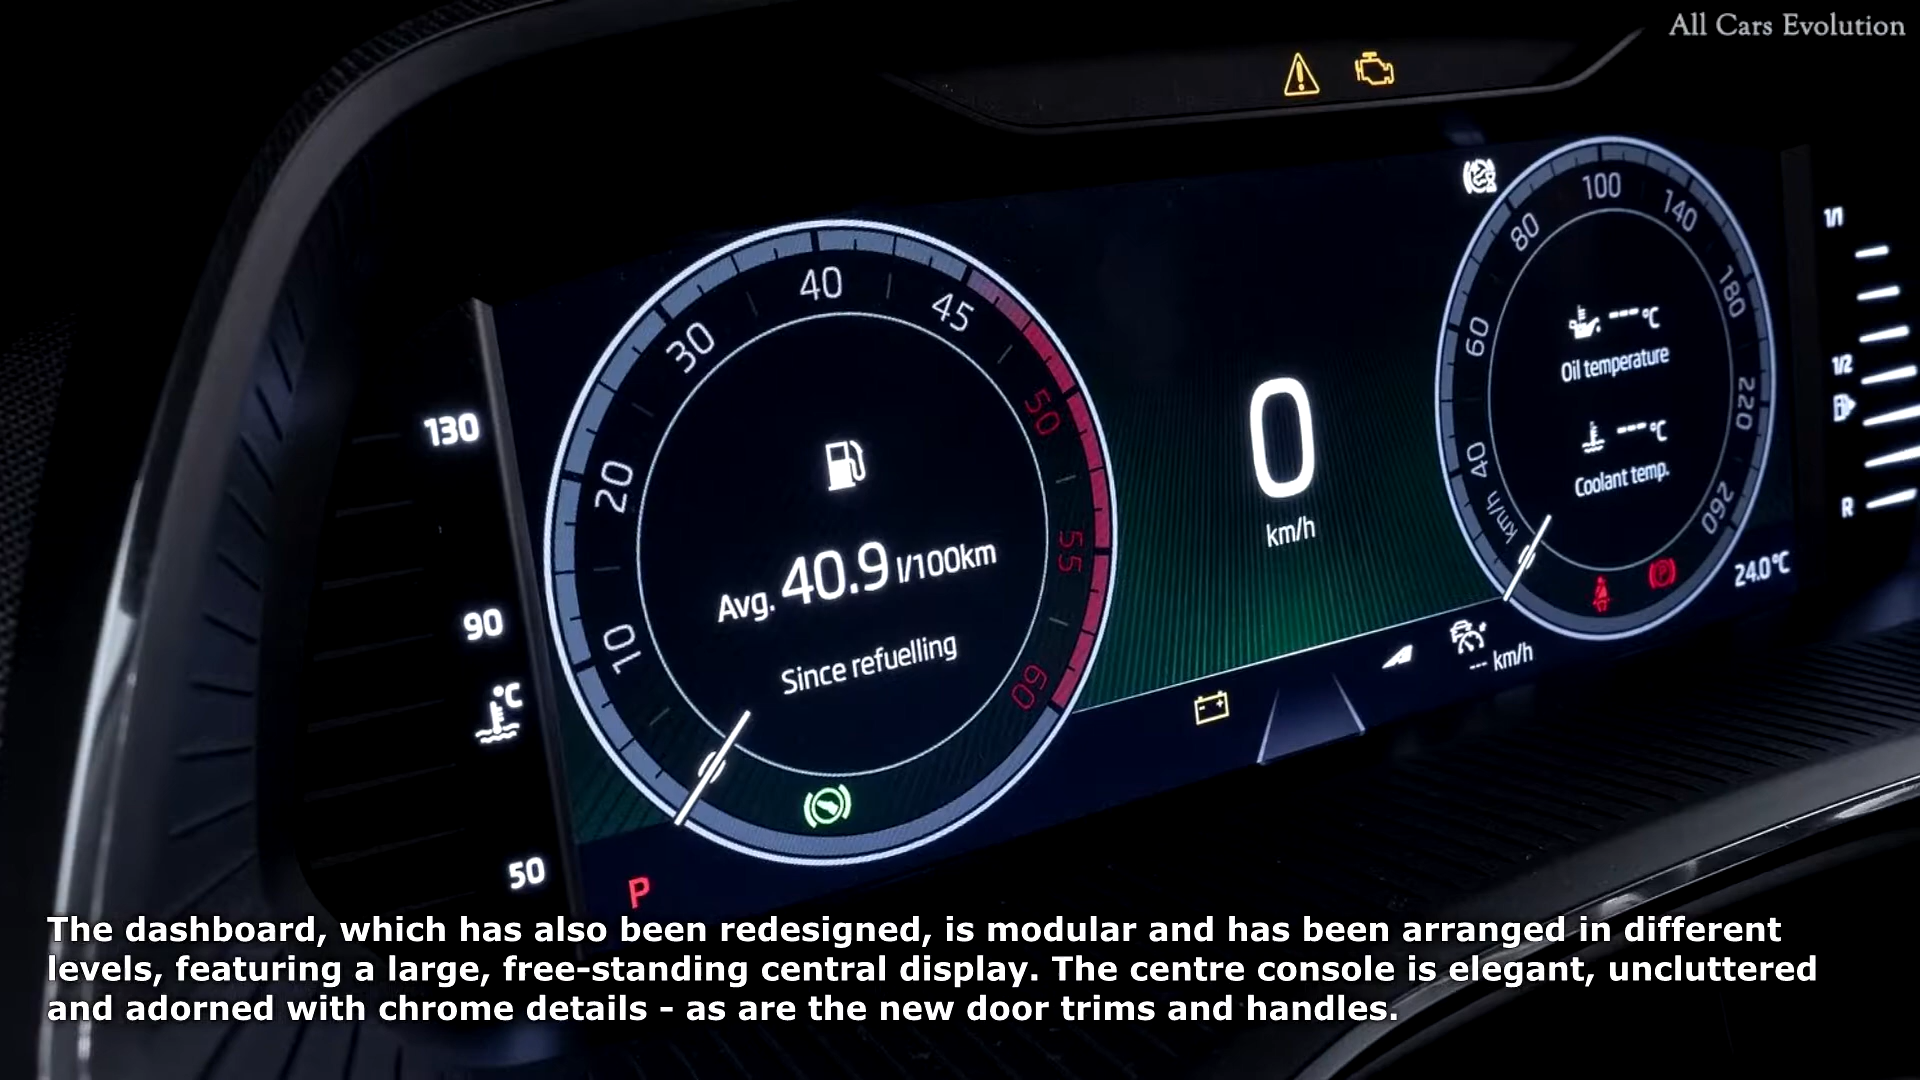 All Cars Evolution
130
90
°C
50
10
20
30
40
45
50
55
60
Avg. 40.9 l/100km
Since refuelling
P
0
km/h
--- km/h
km/h
40
60
80
100
140
180
220
260
--- °C
Oil temperature
--- °C
Coolant temp.
24.0 °C
1/1
1/2
R
The dashboard, which has also been redesigned, is modular and has been arranged in different
levels, featuring a large, free-standing central display. The centre console is elegant, uncluttered
and adorned with chrome details - as are the new door trims and handles.